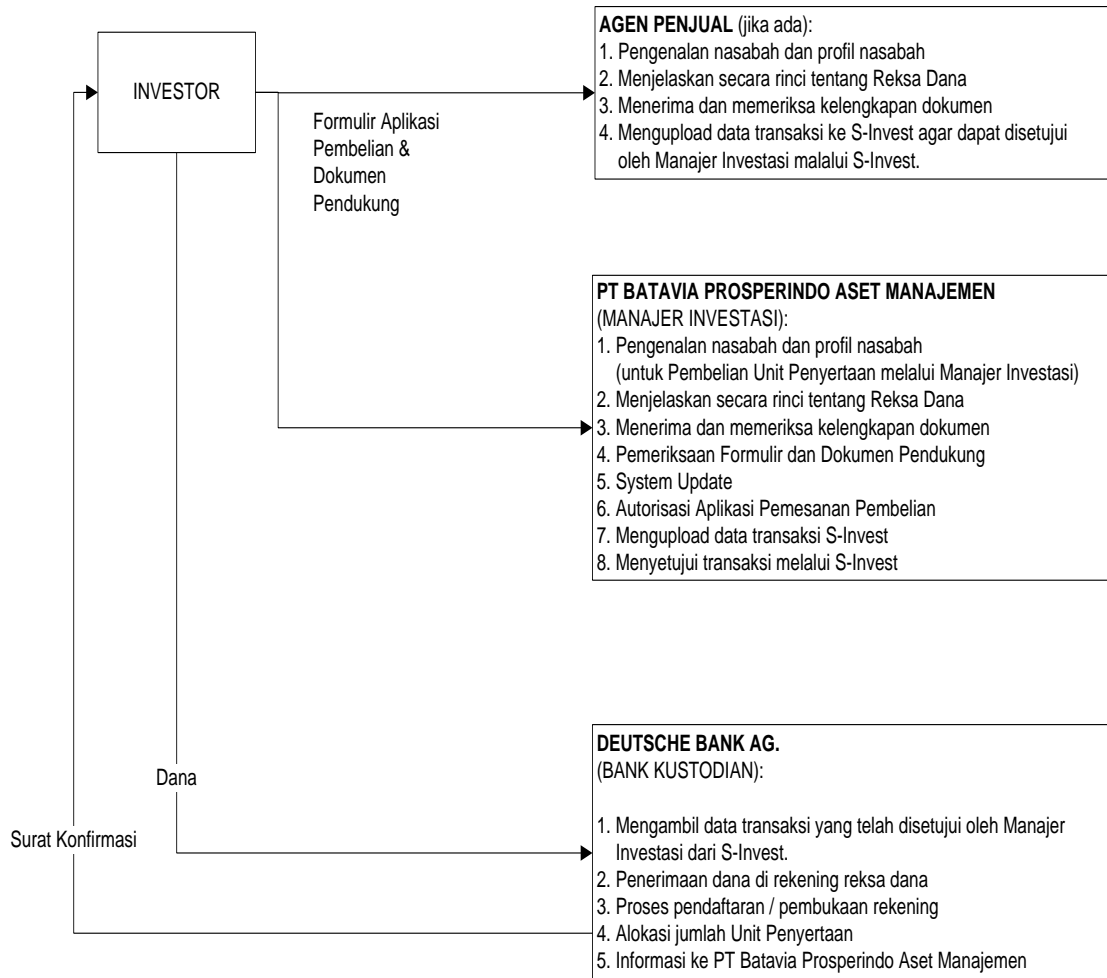 INVESTOR
Formulir Aplikasi
Pembelian &
Dokumen
Pendukung
AGEN PENJUAL (jika ada):
1. Pengenalan nasabah dan profil nasabah
2. Menjelaskan secara rinci tentang Reksa Dana
3. Menerima dan memeriksa kelengkapan dokumen
4. Mengupload data transaksi ke S-Invest agar dapat disetujui
oleh Manajer Investasi malalui S-Invest.
PT BATAVIA PROSPERINDO ASET MANAJEMEN
(MANAJER INVESTASI):
1. Pengenalan nasabah dan profil nasabah
(untuk Pembelian Unit Penyertaan melalui Manajer Investasi)
2. Menjelaskan secara rinci tentang Reksa Dana
3. Menerima dan memeriksa kelengkapan dokumen
4. Pemeriksaan Formulir dan Dokumen Pendukung
5. System Update
6. Autorisasi Aplikasi Pemesanan Pembelian
7. Mengupload data transaksi S-Invest
8. Menyetujui transaksi melalui S-Invest
Dana
Surat Konfirmasi
DEUTSCHE BANK AG.
(BANK KUSTODIAN):
1. Mengambil data transaksi yang telah disetujui oleh Manajer
Investasi dari S-Invest.
2. Penerimaan dana di rekening reksa dana
3. Proses pendaftaran / pembukaan rekening
4. Alokasi jumlah Unit Penyertaan
5. Informasi ke PT Batavia Prosperindo Aset Manajemen